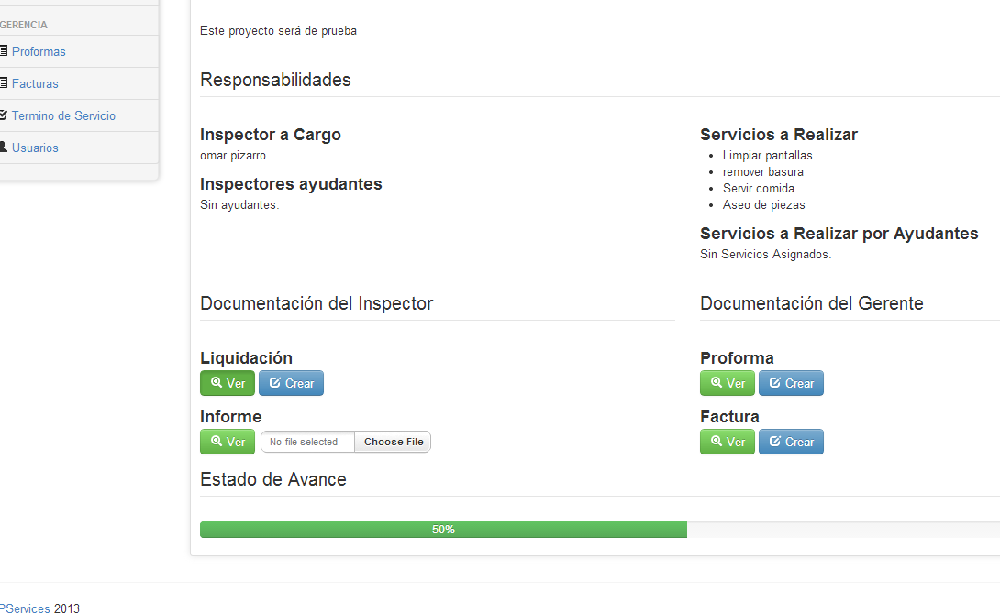 GERENCIA
Proformas
Facturas
Termino de Servicio
Usuarios
Este proyecto será de prueba
Responsabilidades
Inspector a Cargo
omar pizarro
Inspectores ayudantes
Sin ayudantes.
Servicios a Realizar
Limpiar pantallas
remover basura
Servir comida
Aseo de piezas
Servicios a Realizar por Ayudantes
Sin Servicios Asignados.
Documentación del Inspector
Liquidación
Ver Crear
Informe
Ver No file selected Choose File
Documentación del Gerente
Proforma
Ver Crear
Factura
Ver Crear
Estado de Avance
50%
PServices 2013